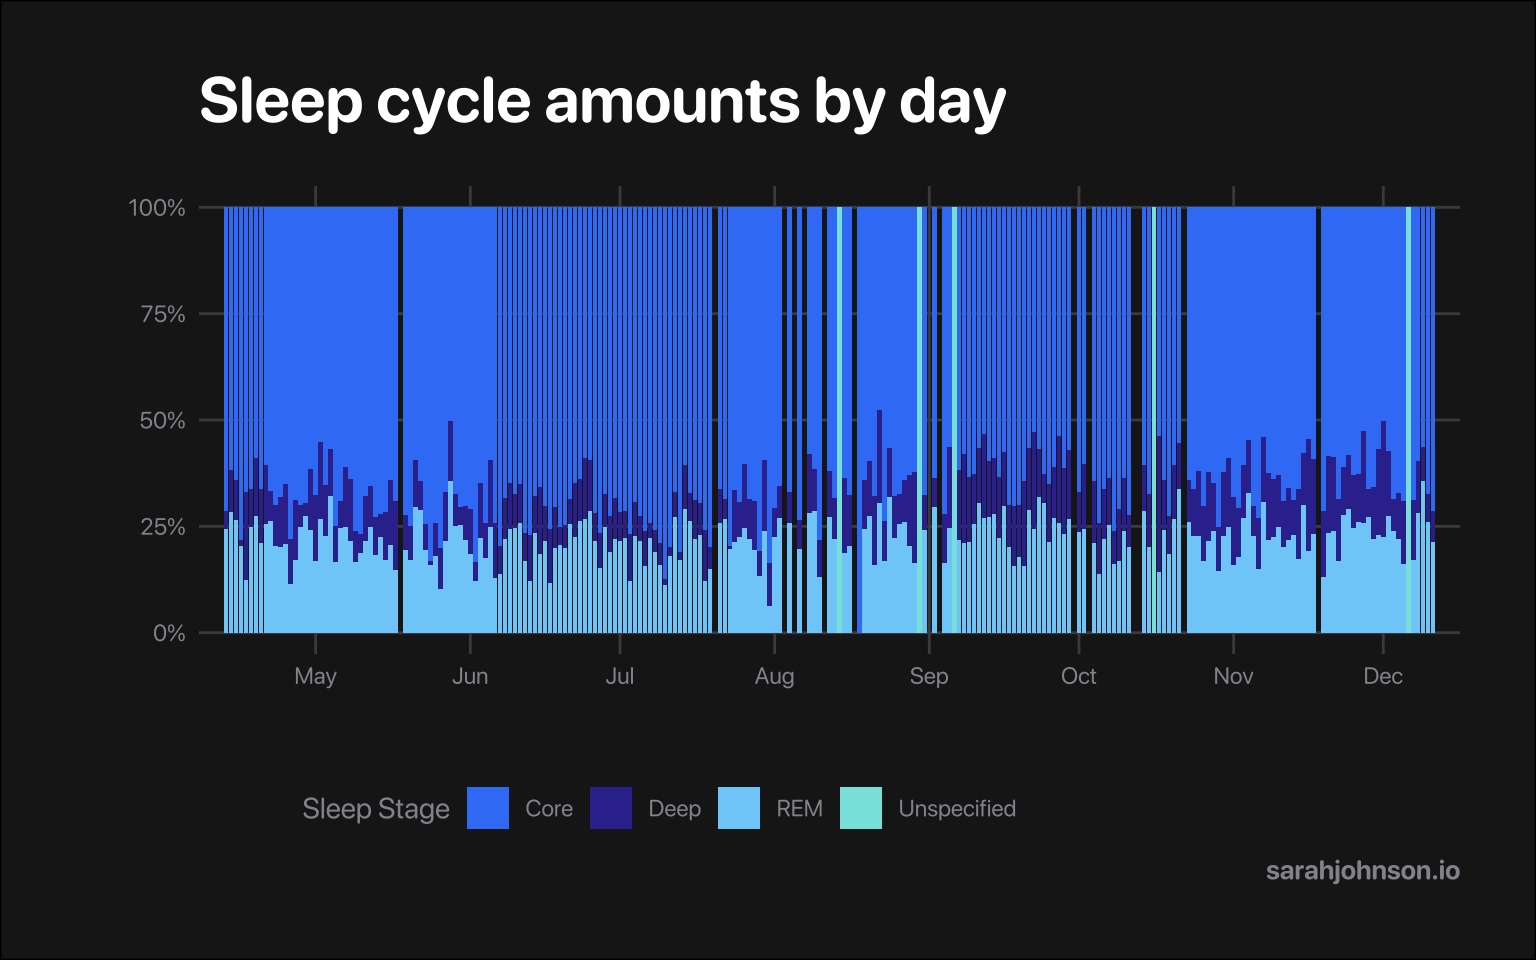 Sleep cycle amounts by day
100%
75%
50%
25%
0%
May Jun Jul Aug Sep Oct Nov Dec
Sleep Stage Core Deep REM Unspecified
sarahjohnson.io